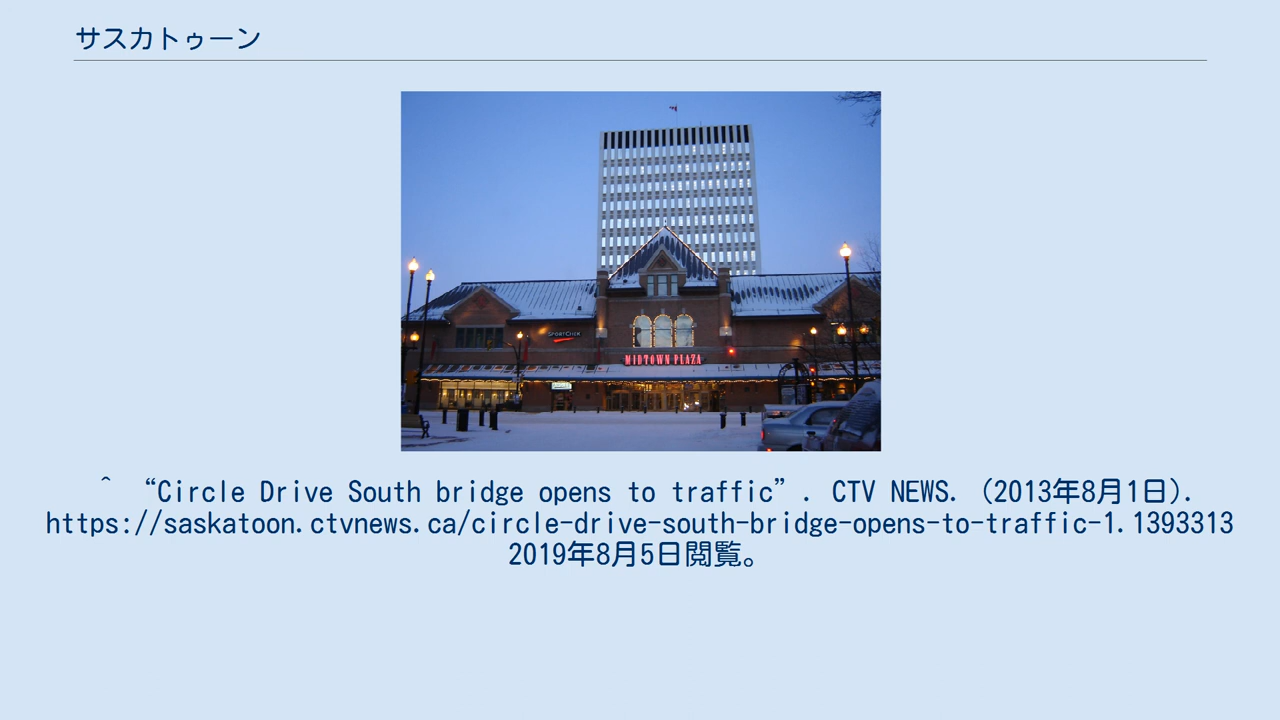 サスカトゥーン
SPORTCHEK
MIDTOWN PLAZA
^ “Circle Drive South bridge opens to traffic”. CTV NEWS. (2013年8月1日).
https://saskatoon.ctvnews.ca/circle-drive-south-bridge-opens-to-traffic-1.1393313
2019年8月5日閲覧。